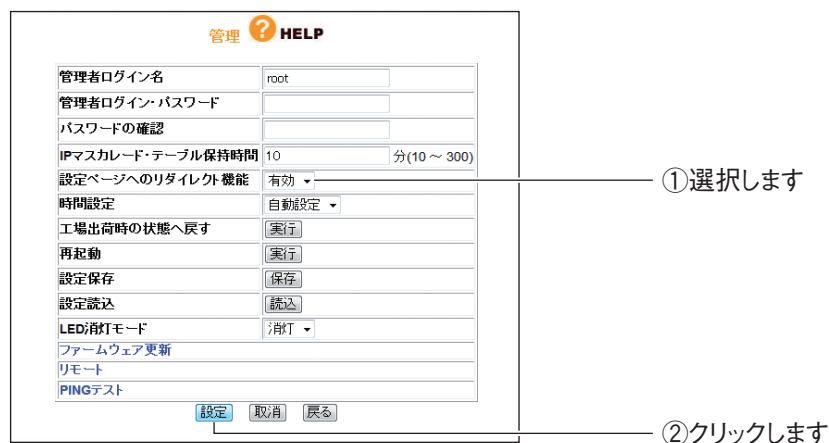 管理 ? HELP
管理者ログイン名 root
管理者ログイン・パスワード
パスワードの確認
IPマスカレード・テーブル保持時間 10 分(10 ～ 300)
設定ページへのリダイレクト機能 有効
①選択します
時間設定 自動設定
工場出荷時の状態へ戻す 実行
再起動 実行
設定保存 保存
設定読込 読込
LED消灯モード 消灯
ファームウェア更新
リモート
PINGテスト
設定 取消 戻る
②クリックします